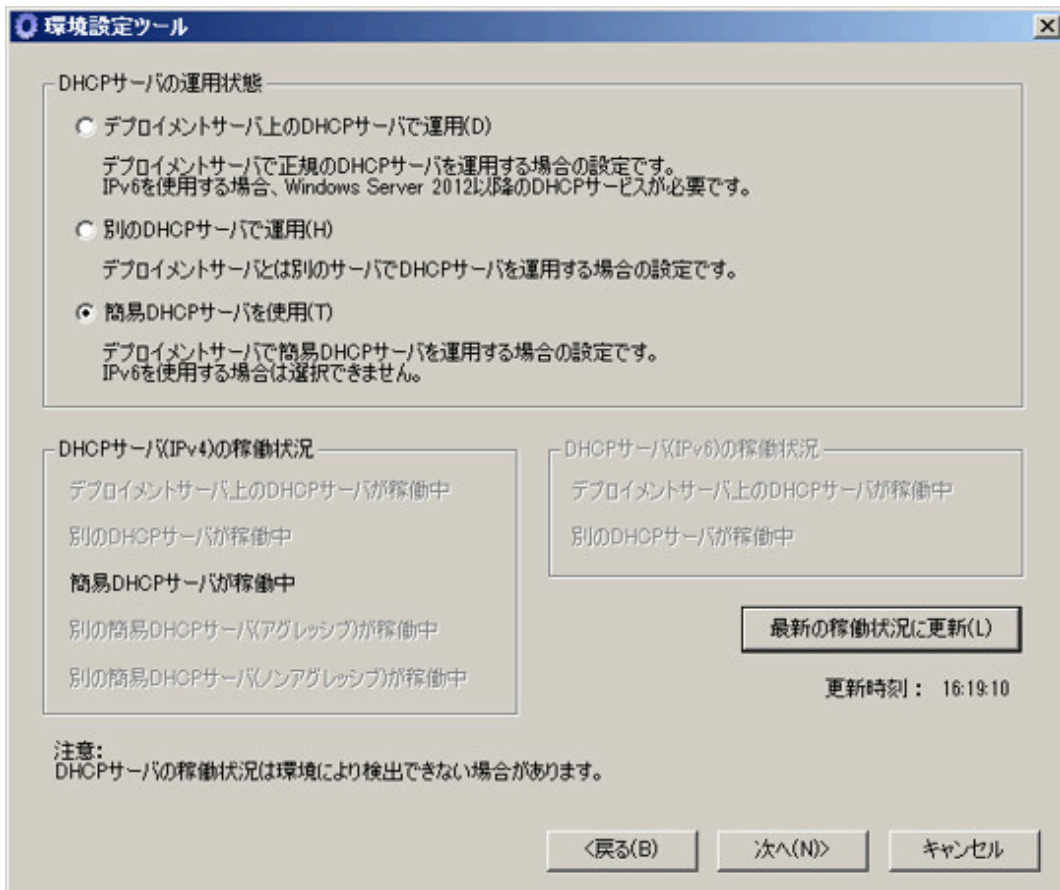 環境設定ツール
DHCPサーバの運用状態
デプロイメントサーバ上のDHCPサーバで運用(D)
デプロイメントサーバで正規のDHCPサーバを運用する場合の設定です。
IPv6を使用する場合、Windows Server 2012以降のDHCPサービスが必要です。
別のDHCPサーバで運用(H)
デプロイメントサーバとは別のサーバでDHCPサーバを運用する場合の設定です。
簡易DHCPサーバを使用(T)
デプロイメントサーバで簡易DHCPサーバを運用する場合の設定です。
IPv6を使用する場合は選択できません。
DHCPサーバ(IPv4)の稼働状況
デプロイメントサーバ上のDHCPサーバが稼働中
別のDHCPサーバが稼働中
簡易DHCPサーバが稼働中
別の簡易DHCPサーバ(アグレッシブ)が稼働中
別の簡易DHCPサーバ(ノンアグレッシブ)が稼働中
DHCPサーバ(IPv6)の稼働状況
デプロイメントサーバ上のDHCPサーバが稼働中
別のDHCPサーバが稼働中
最新の稼働状況に更新(L)
更新時刻： 16:19:10
注意:
DHCPサーバの稼働状況は環境により検出できない場合があります。
<戻る(B)
次へ(N)>
キャンセル